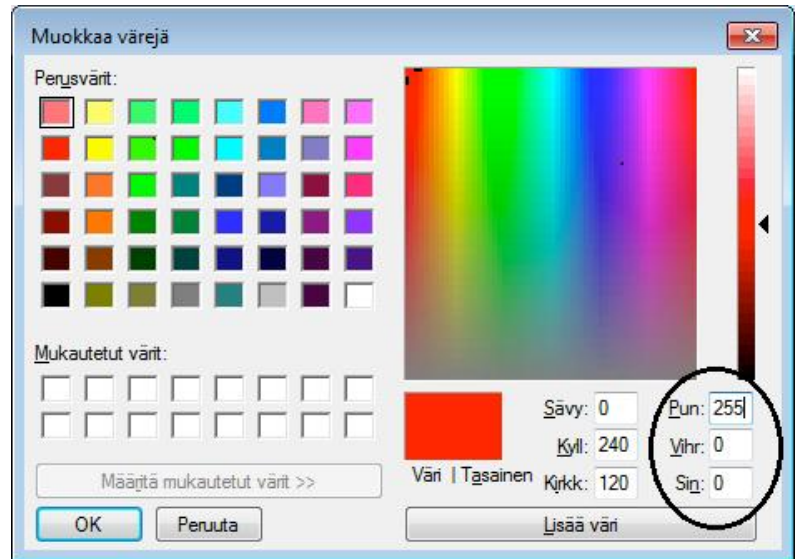 Muokkaa värejä
Perusvärit:
Mukautetut värit:
Määritä mukautetut värit >>
OK
Peruuta
Väri | Tasainen
Sävy: 0
Kyll: 240
Kirkk: 120
Pun: 255
Vihr: 0
Sin: 0
Lisää väri